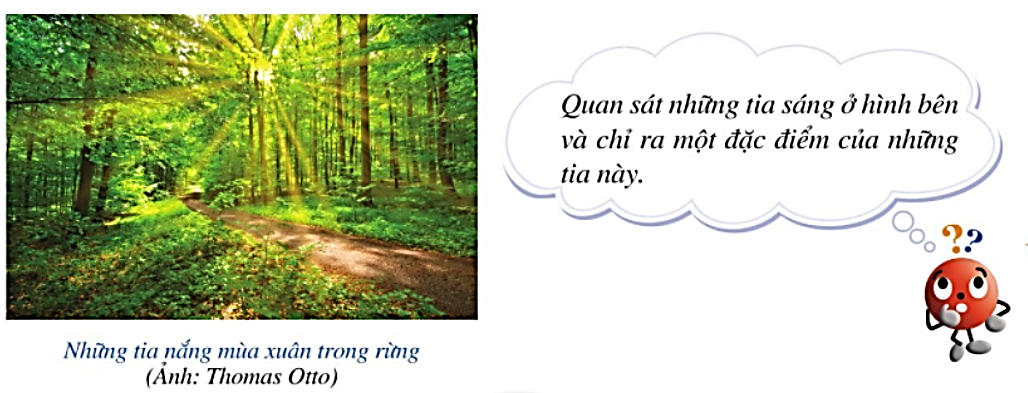 Quan sát những tia sáng ở hình bên
và chỉ ra một đặc điểm của những
tia này.
??
Những tia nắng mùa xuân trong rừng
(Ảnh: Thomas Otto)